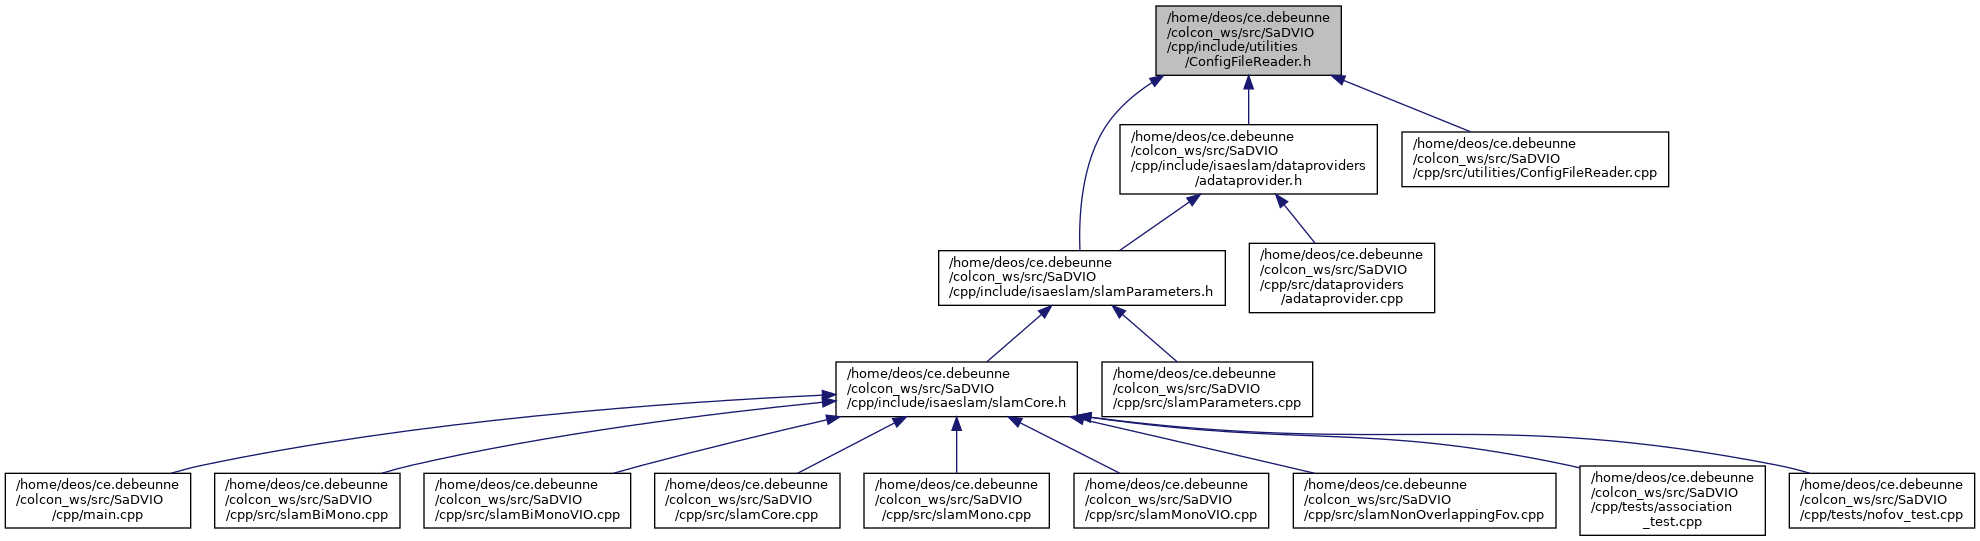 /home/deos/ce.debeunne
/colcon_ws/src/SaDVIO
/cpp/include/utilities
/ConfigFileReader.h
/home/deos/ce.debeunne
/colcon_ws/src/SaDVIO
/cpp/include/isaeslam/dataproviders
/adataprovider.h
/home/deos/ce.debeunne
/colcon_ws/src/SaDVIO
/cpp/src/utilities/ConfigFileReader.cpp
/home/deos/ce.debeunne
/colcon_ws/src/SaDVIO
/cpp/include/isaeslam/slamParameters.h
/home/deos/ce.debeunne
/colcon_ws/src/SaDVIO
/cpp/src/dataproviders
/adataprovider.cpp
/home/deos/ce.debeunne
/colcon_ws/src/SaDVIO
/cpp/include/isaeslam/slamCore.h
/home/deos/ce.debeunne
/colcon_ws/src/SaDVIO
/cpp/src/slamParameters.cpp
/home/deos/ce.debeunne
/colcon_ws/src/SaDVIO
/cpp/main.cpp
/home/deos/ce.debeunne
/colcon_ws/src/SaDVIO
/cpp/src/slamBiMono.cpp
/home/deos/ce.debeunne
/colcon_ws/src/SaDVIO
/cpp/src/slamBiMonoVIO.cpp
/home/deos/ce.debeunne
/colcon_ws/src/SaDVIO
/cpp/src/slamCore.cpp
/home/deos/ce.debeunne
/colcon_ws/src/SaDVIO
/cpp/src/slamMono.cpp
/home/deos/ce.debeunne
/colcon_ws/src/SaDVIO
/cpp/src/slamMonoVIO.cpp
/home/deos/ce.debeunne
/colcon_ws/src/SaDVIO
/cpp/src/slamNonOverlappingFov.cpp
/home/deos/ce.debeunne
/colcon_ws/src/SaDVIO
/cpp/tests/association
_test.cpp
/home/deos/ce.debeunne
/colcon_ws/src/SaDVIO
/cpp/tests/nofov_test.cpp